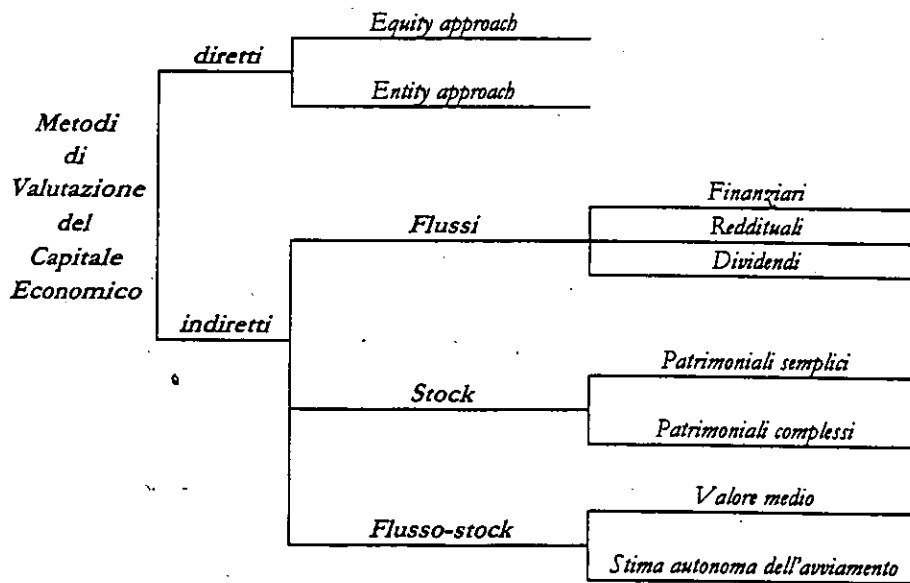 Metodi
di
Valutazione
del
Capitale
Economico
diretti
Equity approach
Entity approach
indiretti
Flussi
Finanziari
Reddituali
Dividendi
Stock
Patrimoniali semplici
Patrimoniali complessi
Flusso-stock
Valore medio
Stima autonoma dell'avviamento